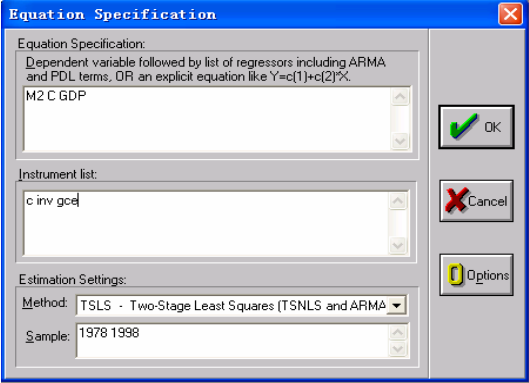 Equation Specification
Equation Specification:
Dependent variable followed by list of regressors including ARMA
and PDL terms, OR an explicit equation like Y=c(1)+c(2)*X.
M2 C GDP
OK
Instrument list:
c inv gce
Cancel
Options
Estimation Settings:
Method: TSLS - Two-Stage Least Squares (TSNLS and ARMA
Sample: 1978 1998